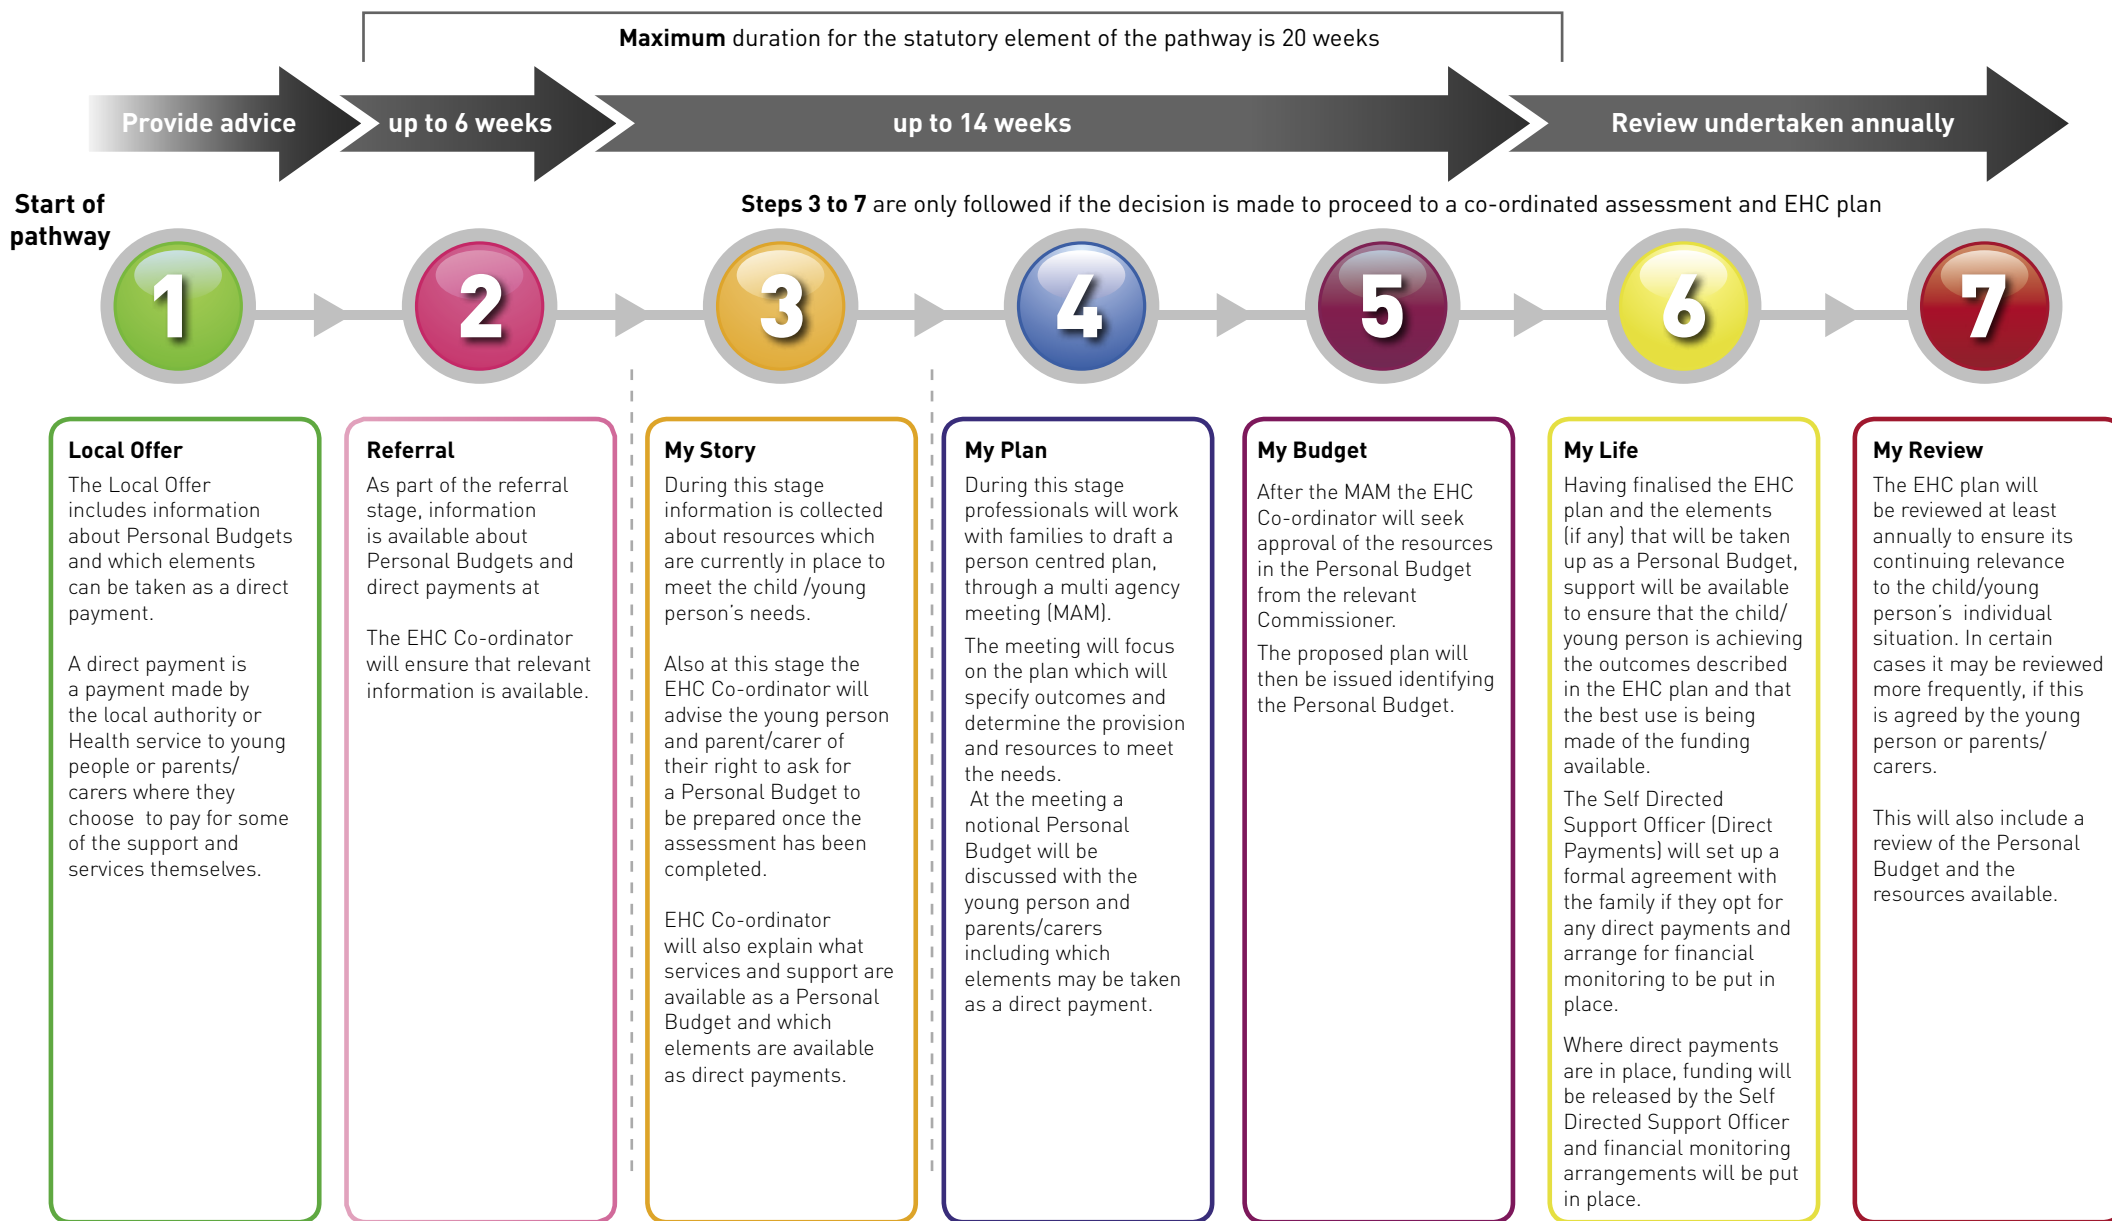 Maximum duration for the statutory element of the pathway is 20 weeks
Provide advice
up to 6 weeks
up to 14 weeks
Review undertaken annually
Start of
pathway
Steps 3 to 7 are only followed if the decision is made to proceed to a co-ordinated assessment and EHC plan
1
2
3
4
5
6
7
Local Offer
The Local Offer
includes information
about Personal Budgets
and which elements
can be taken as a direct
payment.
A direct payment is
a payment made by
the local authority or
Health service to young
people or parents/
carers where they
choose  to pay for some
of the support and
services themselves.
Referral
As part of the referral
stage, information
is available about
Personal Budgets and
direct payments at
The EHC Co-ordinator
will ensure that relevant
information is available.
My Story
During this stage
information is collected
about resources which
are currently in place to
meet the child /young
person's needs.
Also at this stage the
EHC Co-ordinator will
advise the young person
and parent/carer of
their right to ask for
a Personal Budget to
be prepared once the
assessment has been
completed.
EHC Co-ordinator
will also explain what
services and support are
available as a Personal
Budget and which
elements are available
as direct payments.
My Plan
During this stage
professionals will work
with families to draft a
person centred plan,
through a multi agency
meeting (MAM).
The meeting will focus
on the plan which will
specify outcomes and
determine the provision
and resources to meet
the needs.
At the meeting a
notional Personal
Budget will be
discussed with the
young person and
parents/carers
including which
elements may be taken
as a direct payment.
My Budget
After the MAM the EHC
Co-ordinator will seek
approval of the resources
in the Personal Budget
from the relevant
Commissioner.
The proposed plan will
then be issued identifying
the Personal Budget.
My Life
Having finalised the EHC
plan and the elements
(if any) that will be taken
up as a Personal Budget,
support will be available
to ensure that the child/
young person is achieving
the outcomes described
in the EHC plan and that
the best use is being
made of the funding
available.
The Self Directed
Support Officer (Direct
Payments) will set up a
formal agreement with
the family if they opt for
any direct payments and
arrange for financial
monitoring to be put in
place.
Where direct payments
are in place, funding will
be released by the Self
Directed Support Officer
and financial monitoring
arrangements will be put
in place.
My Review
The EHC plan will
be reviewed at least
annually to ensure its
continuing relevance
to the child/young
person's  individual
situation. In certain
cases it may be reviewed
more frequently, if this
is agreed by the young
person or parents/
carers.
This will also include a
review of the Personal
Budget and the
resources available.